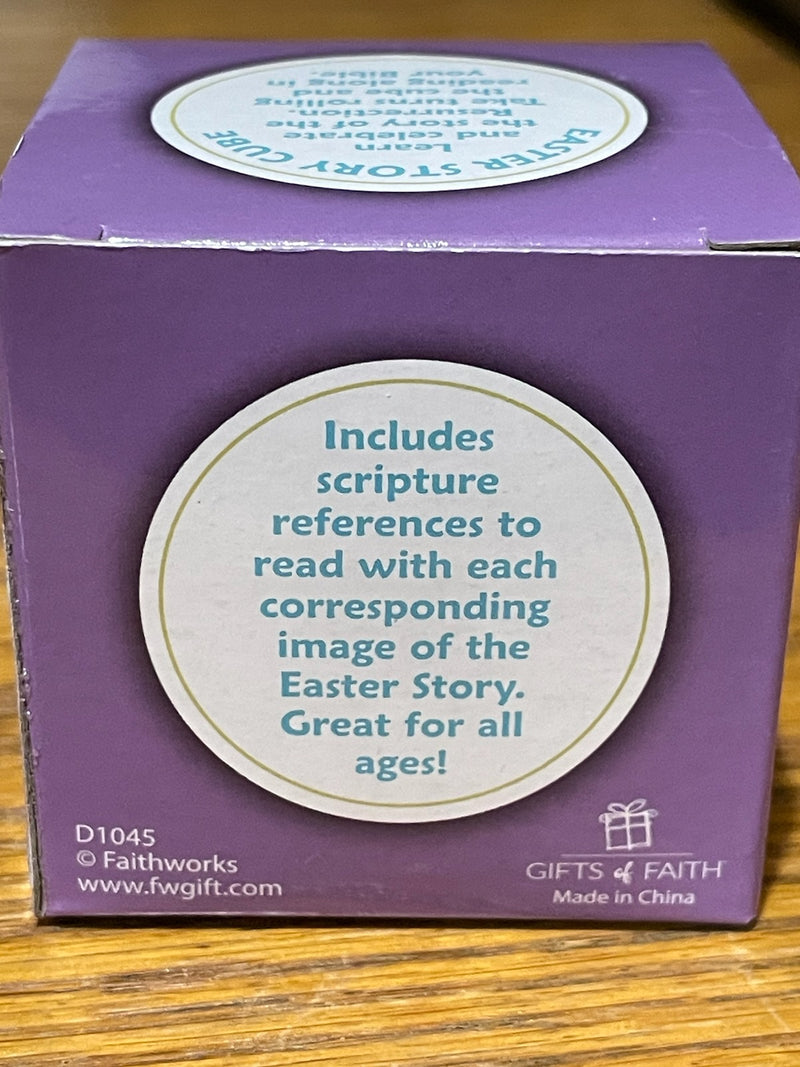 EASTER STORY CUBE
Learn
and celebrate
the story of the
Resurrection.
Take turns rolling
the cube and
reading along in
your Bible.
Includes
scripture
references to
read with each
corresponding
image of the
Easter Story.
Great for all
ages!
D1045
© Faithworks
www.fwgift.com
GIFTS of FAITH
Made in China